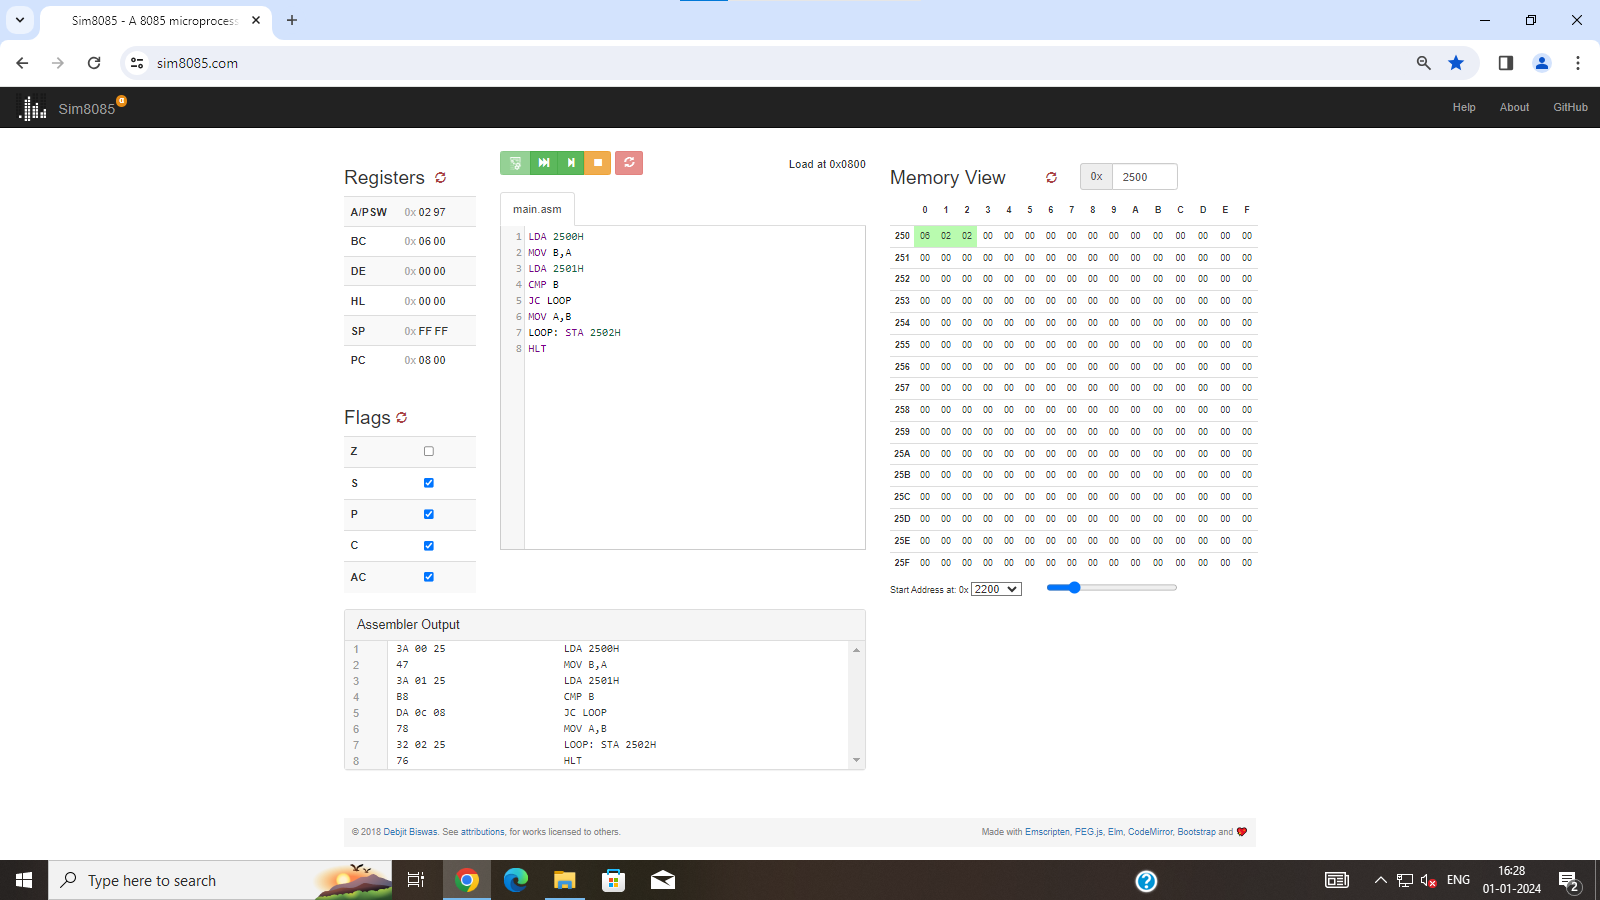 Sim8085 - A 8085 microprocess
sim8085.com
Sim8085 α
Help About GitHub
Registers
A/PSW 0x 02 97
BC 0x 06 00
DE 0x 00 00
HL 0x 00 00
SP 0x FF FF
PC 0x 08 00
Flags
Z
S
P
C
AC
Load at 0x0800
main.asm
1 LDA 2500H
2 MOV B,A
3 LDA 2501H
4 CMP B
5 JC LOOP
6 MOV A,B
7 LOOP: STA 2502H
8 HLT
Memory View 0x 2500
0 1 2 3 4 5 6 7 8 9 A B C D E F
250 06 02 02 00 00 00 00 00 00 00 00 00 00 00 00 00
251 00 00 00 00 00 00 00 00 00 00 00 00 00 00 00 00
252 00 00 00 00 00 00 00 00 00 00 00 00 00 00 00 00
253 00 00 00 00 00 00 00 00 00 00 00 00 00 00 00 00
254 00 00 00 00 00 00 00 00 00 00 00 00 00 00 00 00
255 00 00 00 00 00 00 00 00 00 00 00 00 00 00 00 00
256 00 00 00 00 00 00 00 00 00 00 00 00 00 00 00 00
257 00 00 00 00 00 00 00 00 00 00 00 00 00 00 00 00
258 00 00 00 00 00 00 00 00 00 00 00 00 00 00 00 00
259 00 00 00 00 00 00 00 00 00 00 00 00 00 00 00 00
25A 00 00 00 00 00 00 00 00 00 00 00 00 00 00 00 00
25B 00 00 00 00 00 00 00 00 00 00 00 00 00 00 00 00
25C 00 00 00 00 00 00 00 00 00 00 00 00 00 00 00 00
25D 00 00 00 00 00 00 00 00 00 00 00 00 00 00 00 00
25E 00 00 00 00 00 00 00 00 00 00 00 00 00 00 00 00
25F 00 00 00 00 00 00 00 00 00 00 00 00 00 00 00 00
Start Address at: 0x 2200
Assembler Output
1 3A 00 25 LDA 2500H
2 47 MOV B,A
3 3A 01 25 LDA 2501H
4 B8 CMP B
5 DA 0C 08 JC LOOP
6 78 MOV A,B
7 32 02 25 LOOP: STA 2502H
8 76 HLT
© 2018 Debjit Biswas. See attributions, for works licensed to others.
Made with Emscripten, PEG.js, Elm, CodeMirror, Bootstrap and
Type here to search
ENG
16:28
01-01-2024
2